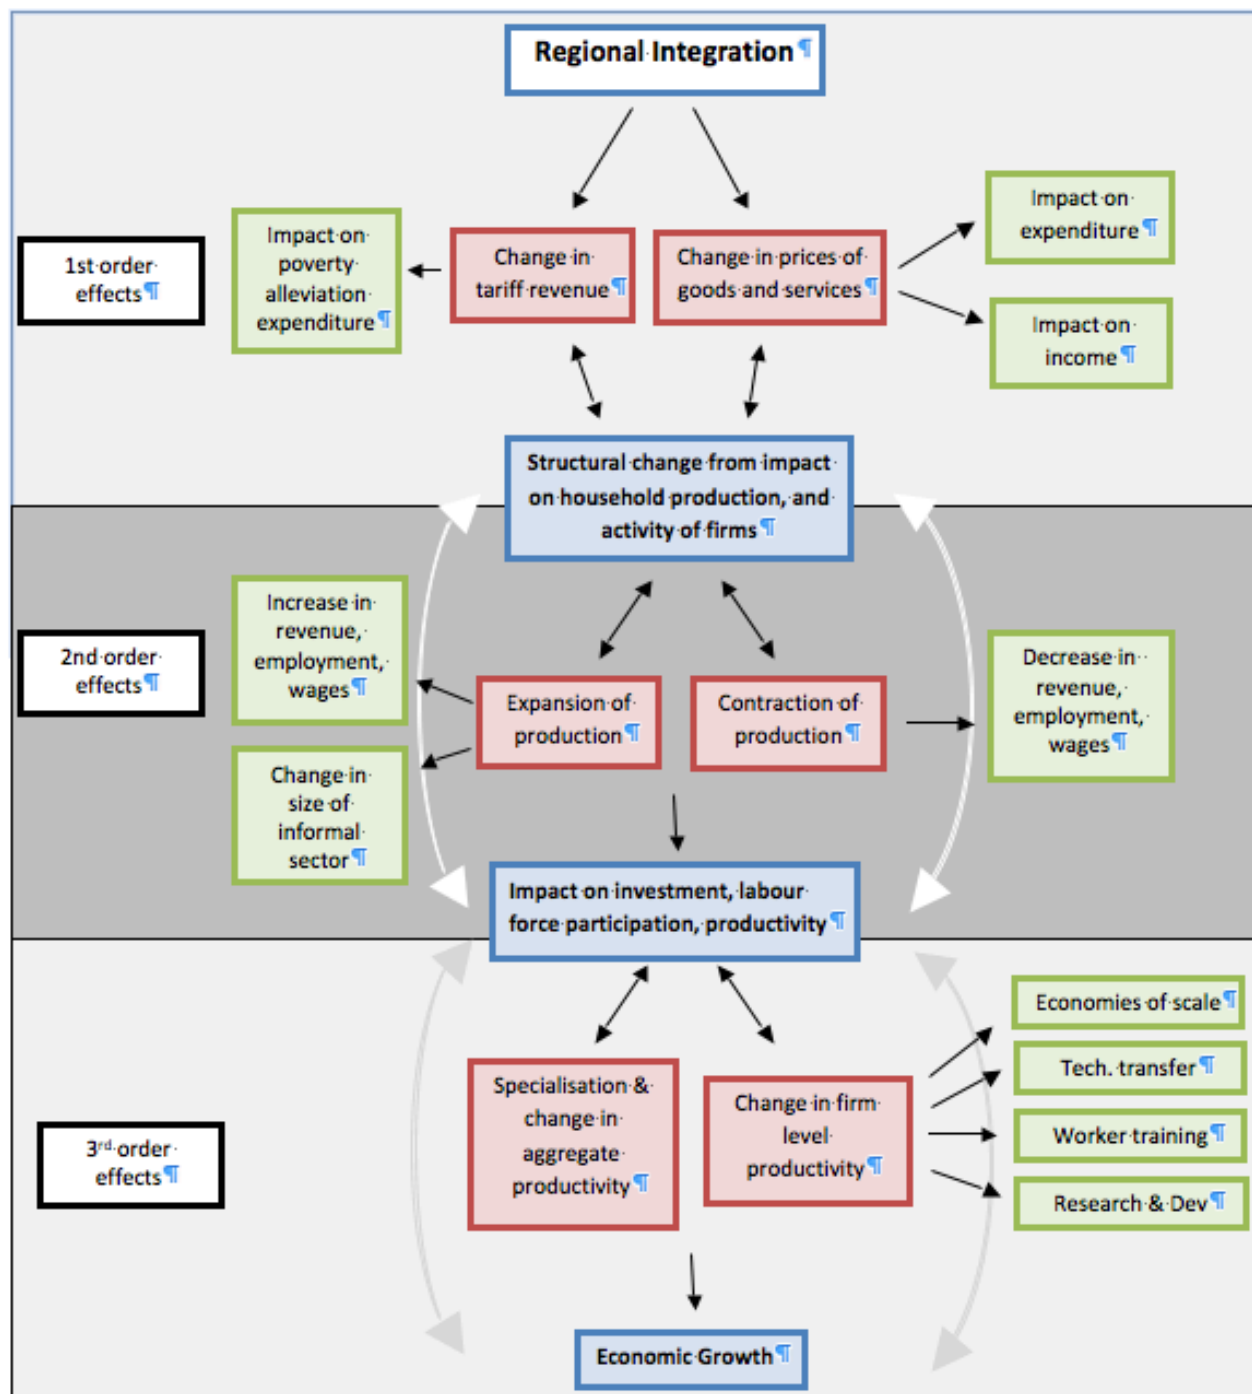 Regional Integration
Impact on
expenditure
Impact on
poverty
alleviation
expenditure
1st order
effects
Change in
tariff revenue
Change in prices of
goods and services
Impact on
income
Structural change from impact
on household production, and
activity of firms
Increase in
revenue,
employment,
wages
2nd order
effects
Expansion of
production
Contraction of
production
Decrease in
revenue,
employment,
wages
Change in
size of
informal
sector
Impact on investment, labour
force participation, productivity
Economies of scale
Tech. transfer
Specialisation &
change in
aggregate
productivity
Change in firm
level
productivity
Worker training
3rd order
effects
Research & Dev
Economic Growth